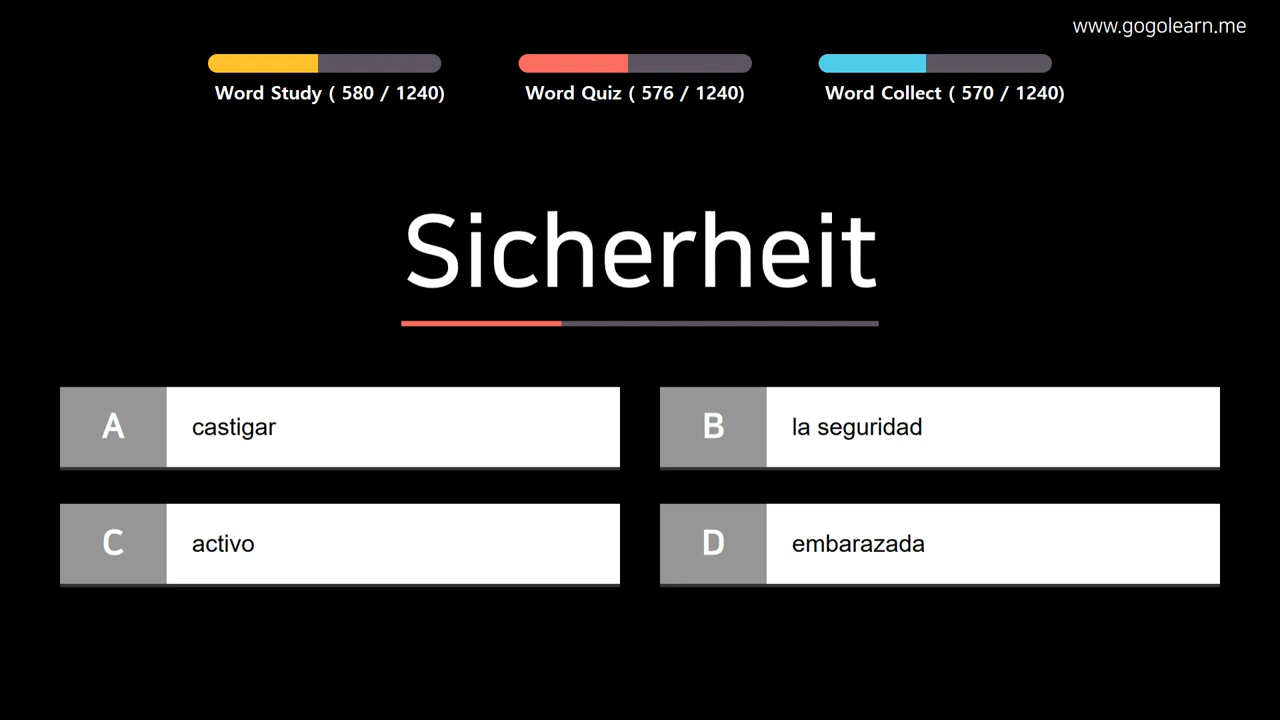 www.gogolearn.me
Word Study ( 580 / 1240)
Word Quiz ( 576 / 1240)
Word Collect ( 570 / 1240)
Sicherheit
A castigar
B la seguridad
C activo
D embarazada